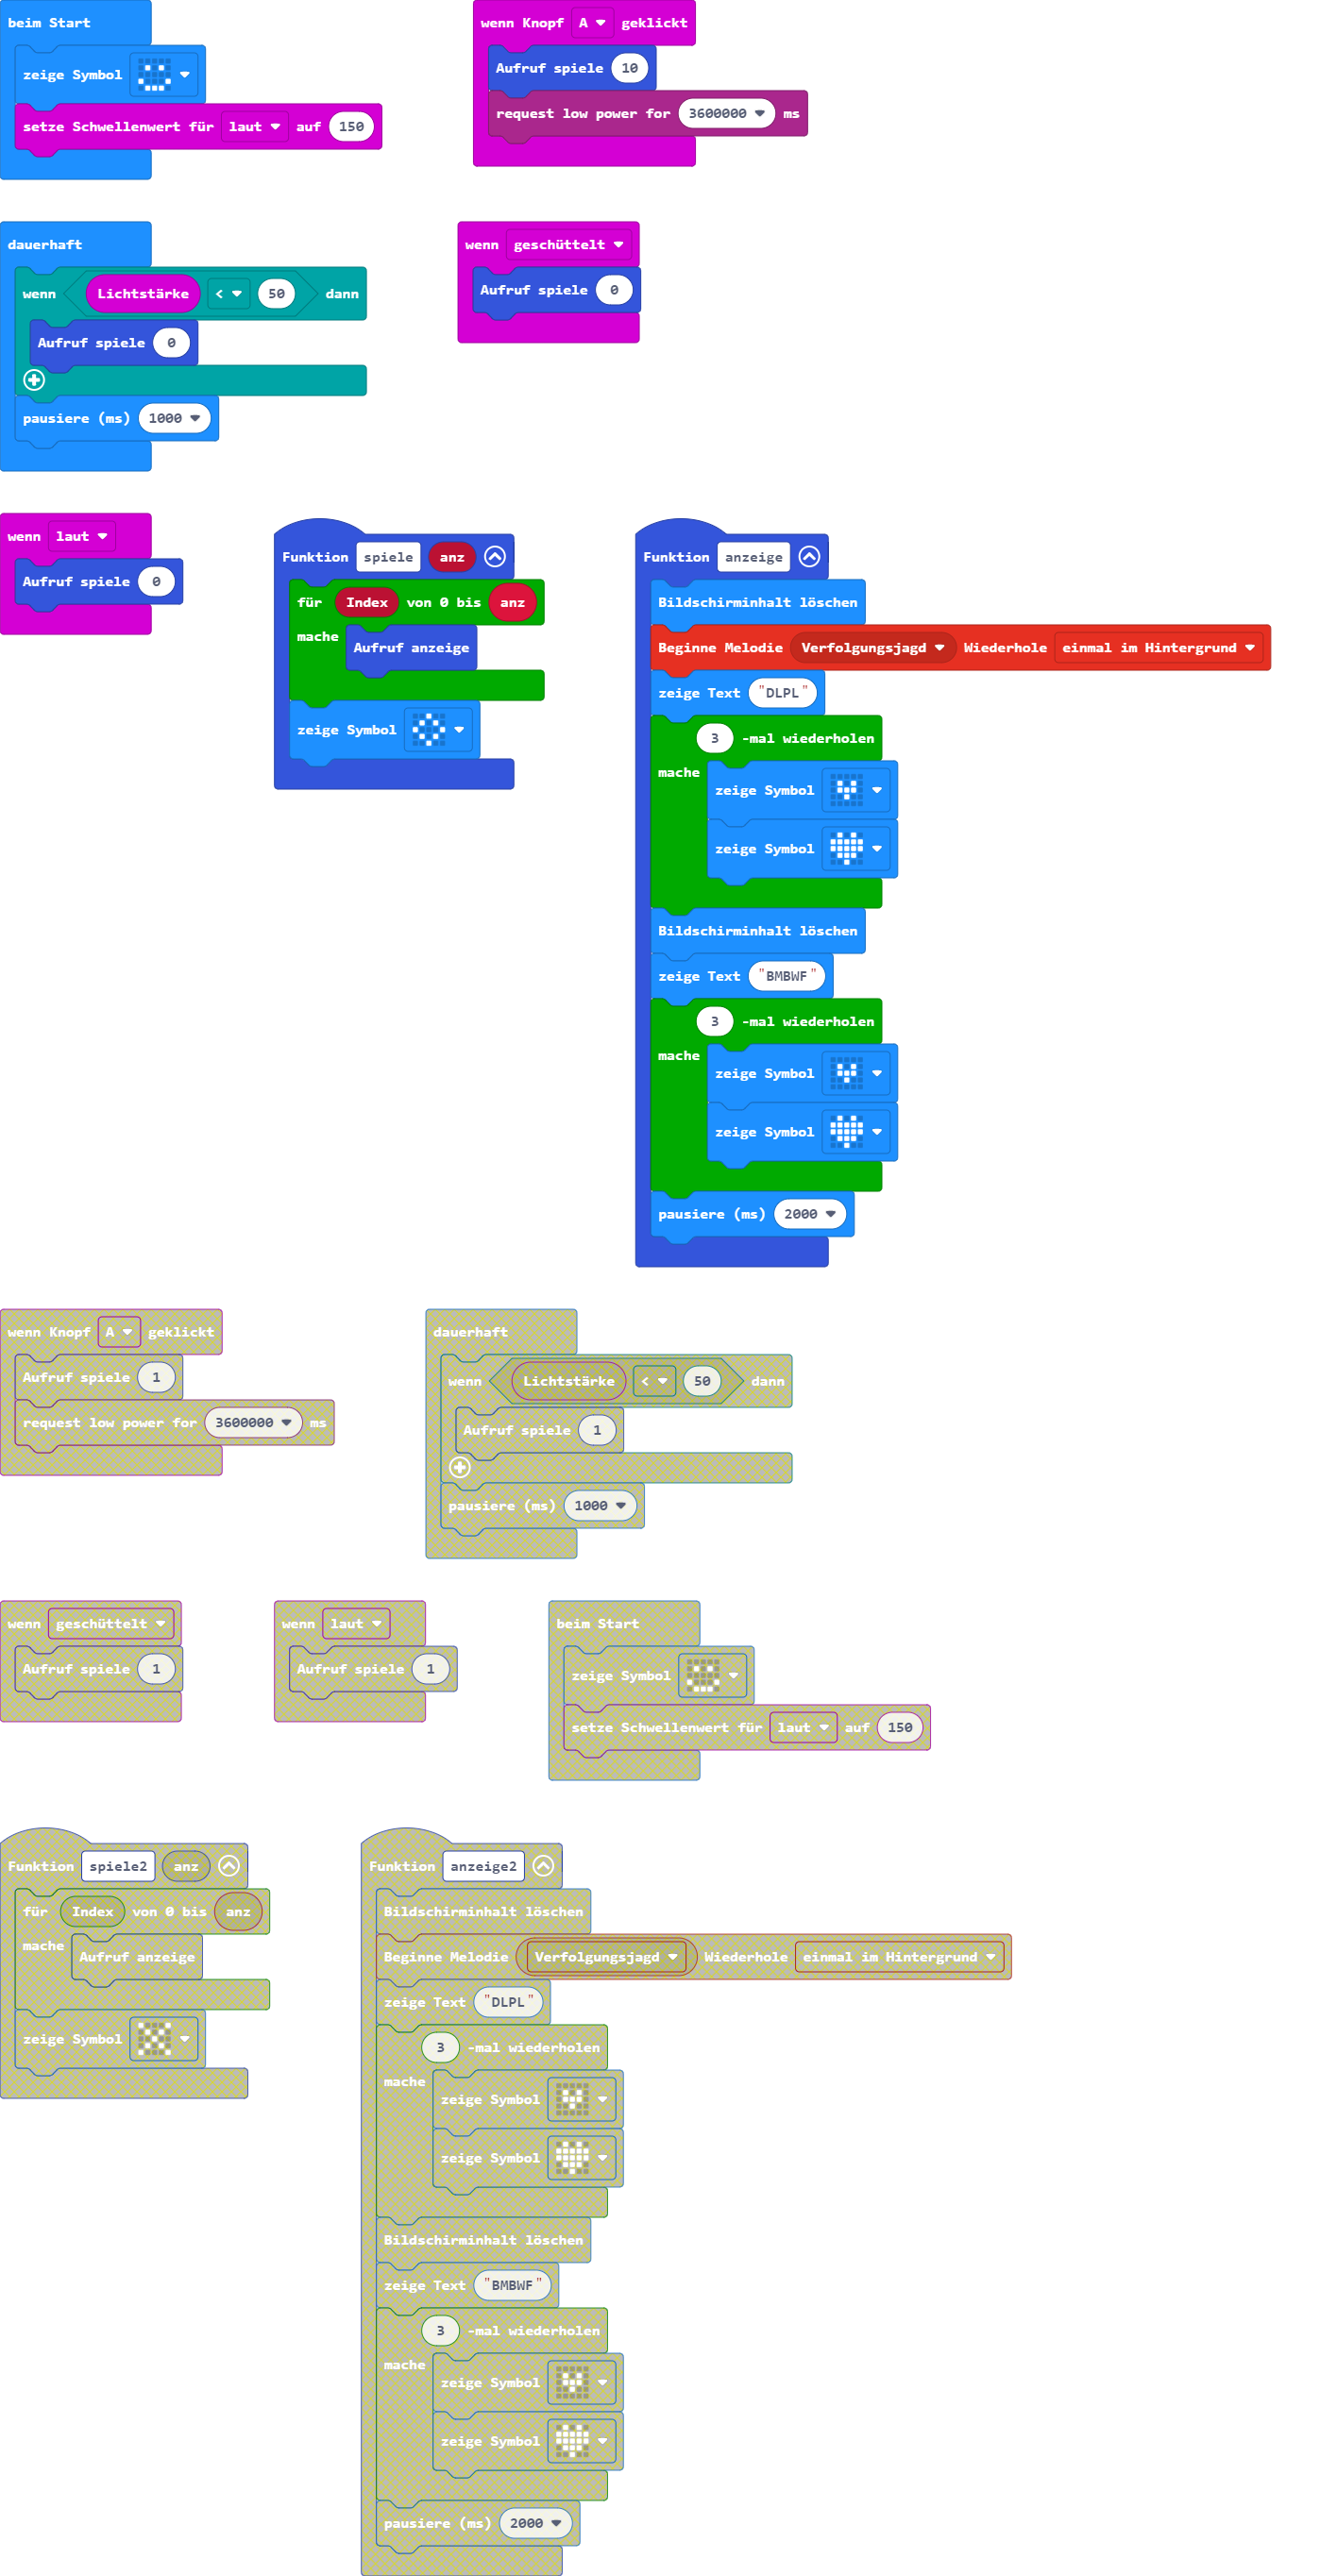 beim Start
zeige Symbol
setze Schwellenwert für laut auf 150
wenn Knopf A geklickt
Aufruf spiele 10
request low power for 3600000 ms
dauerhaft
wenn Lichtstärke < 50 dann
Aufruf spiele 0
pausiere (ms) 1000
wenn geschüttelt
Aufruf spiele 0
wenn laut
Aufruf spiele 0
Funktion spiele anz
für Index von 0 bis anz
mache Aufruf anzeige
zeige Symbol
Funktion anzeige
Bildschirminhalt löschen
Beginne Melodie Verfolgungsjagd Wiederhole einmal im Hintergrund
zeige Text "DLPL"
3 -mal wiederholen
mache zeige Symbol
zeige Symbol
Bildschirminhalt löschen
zeige Text "BMBWF"
3 -mal wiederholen
mache zeige Symbol
zeige Symbol
pausiere (ms) 2000
wenn Knopf A geklickt
Aufruf spiele 1
request low power for 3600000 ms
dauerhaft
wenn Lichtstärke < 50 dann
Aufruf spiele 1
pausiere (ms) 1000
wenn geschüttelt
Aufruf spiele 1
wenn laut
Aufruf spiele 1
beim Start
zeige Symbol
setze Schwellenwert für laut auf 150
Funktion spiele2 anz
für Index von 0 bis anz
mache Aufruf anzeige
zeige Symbol
Funktion anzeige2
Bildschirminhalt löschen
Beginne Melodie Verfolgungsjagd Wiederhole einmal im Hintergrund
zeige Text "DLPL"
3 -mal wiederholen
mache zeige Symbol
zeige Symbol
Bildschirminhalt löschen
zeige Text "BMBWF"
3 -mal wiederholen
mache zeige Symbol
zeige Symbol
pausiere (ms) 2000